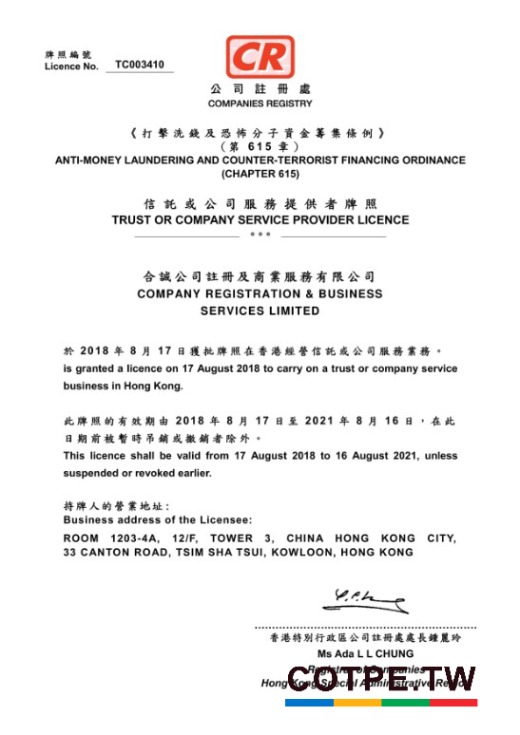 牌照編號
Licence No. TC003410
CR
公司註冊處
COMPANIES REGISTRY
《打擊洗錢及恐怖分子資金籌集條例》
(第 615 章)
ANTI-MONEY LAUNDERING AND COUNTER-TERRORIST FINANCING ORDINANCE
(CHAPTER 615)
信託或公司服務提供者牌照
TRUST OR COMPANY SERVICE PROVIDER LICENCE
***
合誠公司註冊及商業服務有限公司
COMPANY REGISTRATION & BUSINESS
SERVICES LIMITED
於 2018 年 8 月 17 日獲批牌照在香港經營信託或公司服務業務。
is granted a licence on 17 August 2018 to carry on a trust or company service
business in Hong Kong.
此牌照的有效期由 2018 年 8 月 17 日至 2021 年 8 月 16 日，在此
日期前被暫時吊銷或撤銷者除外。
This licence shall be valid from 17 August 2018 to 16 August 2021, unless
suspended or revoked earlier.
持牌人的營業地址:
Business address of the Licensee:
ROOM 1203-4A, 12/F, TOWER 3, CHINA HONG KONG CITY,
33 CANTON ROAD, TSIM SHA TSUI, KOWLOON, HONG KONG
香港特別行政區公司註冊處處長鍾麗玲
Ms Ada L L CHUNG
Registrar of Companies
Hong Kong Special Administrative Region
COTPE.TW